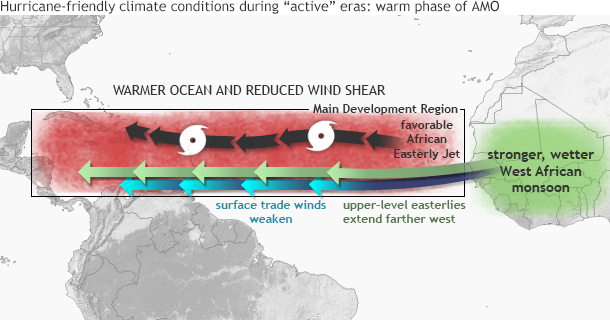 Hurricane-friendly climate conditions during “active” eras: warm phase of AMO
WARMER OCEAN AND REDUCED WIND SHEAR
Main Development Region
favorable
African
Easterly Jet
stronger, wetter
West African
monsoon
surface trade winds
weaken
upper-level easterlies
extend farther west